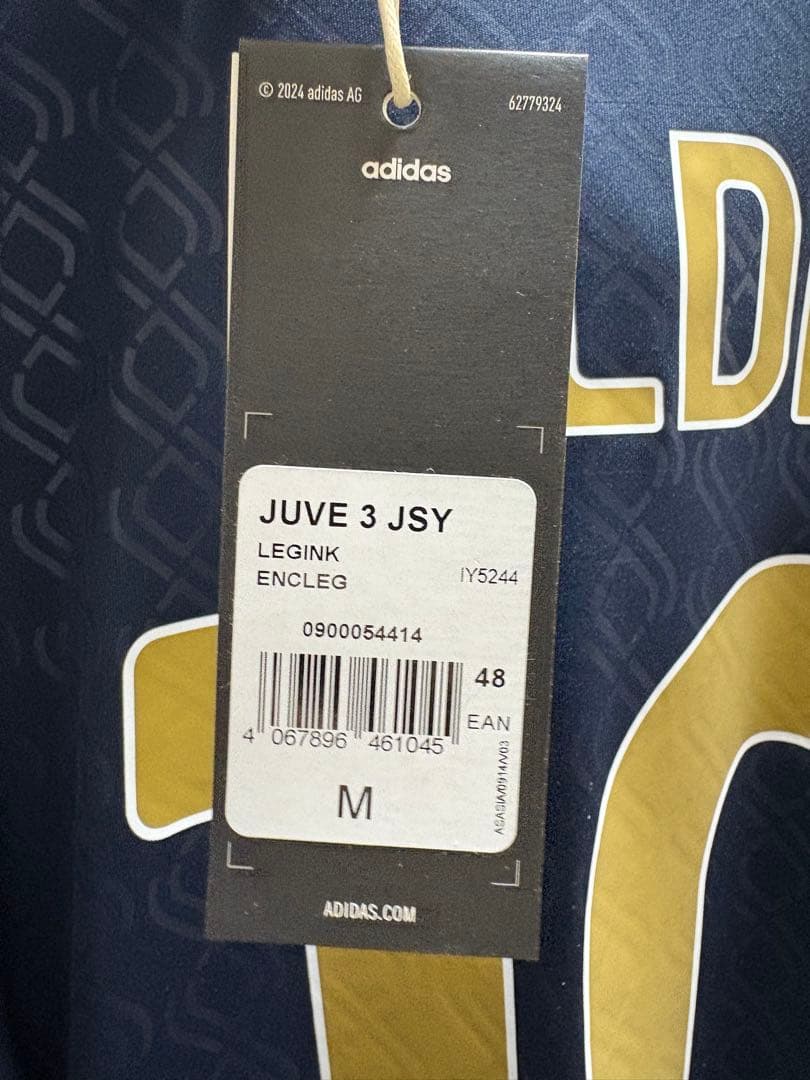 © 2024 adidas AG
62779324
adidas
LD
JUVE 3 JSY
LEGINK
ENCLEG
IY5244
0900054414
48
EAN
4 067896 461045
M
ADIDAS.COM